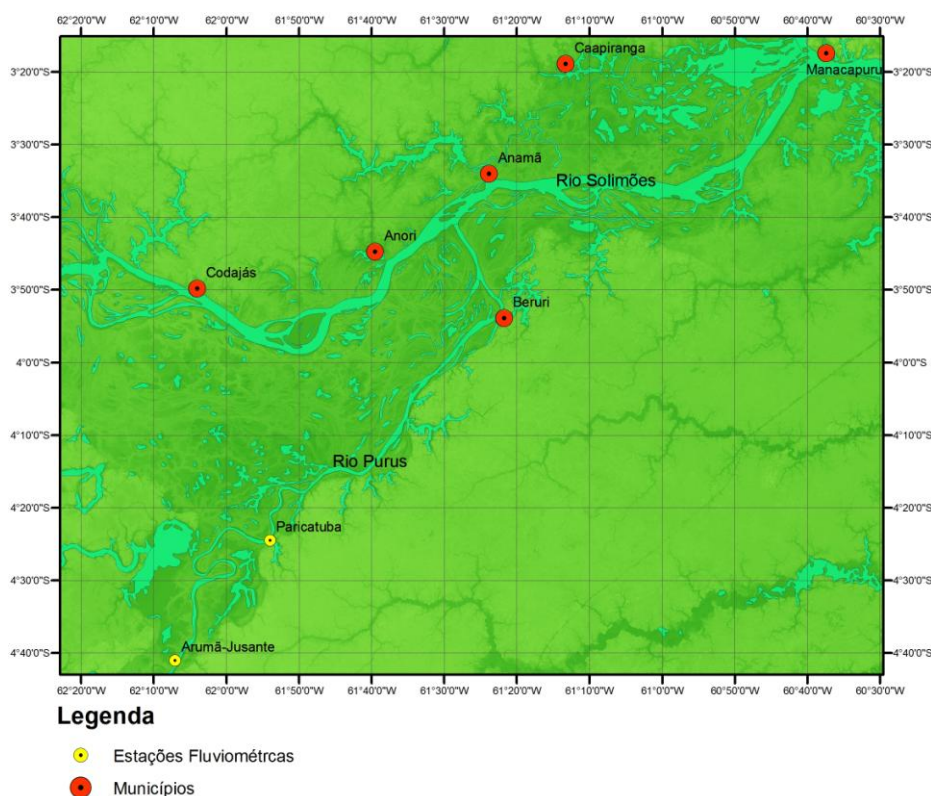 62°20'0"W 62°10'0"W 62°0'0"W 61°50'0"W 61°40'0"W 61°30'0"W 61°20'0"W 61°10'0"W 61°0'0"W 60°50'0"W 60°40'0"W 60°30'0"W
Caapiranga
3°20'0"S Manacapuru 3°20'0"S
3°30'0"S 3°30'0"S
Anamã
Rio Solimões
3°40'0"S 3°40'0"S
Anori
Codajás
3°50'0"S 3°50'0"S
Beruri
4°0'0"S 4°0'0"S
4°10'0"S 4°10'0"S
Rio Purus
4°20'0"S 4°20'0"S
Paricatuba
4°30'0"S 4°30'0"S
Arumã-Jusante
4°40'0"S 4°40'0"S
62°20'0"W 62°10'0"W 62°0'0"W 61°50'0"W 61°40'0"W 61°30'0"W 61°20'0"W 61°10'0"W 61°0'0"W 60°50'0"W 60°40'0"W 60°30'0"W
Legenda
Estações Fluviométrcas
Municípios